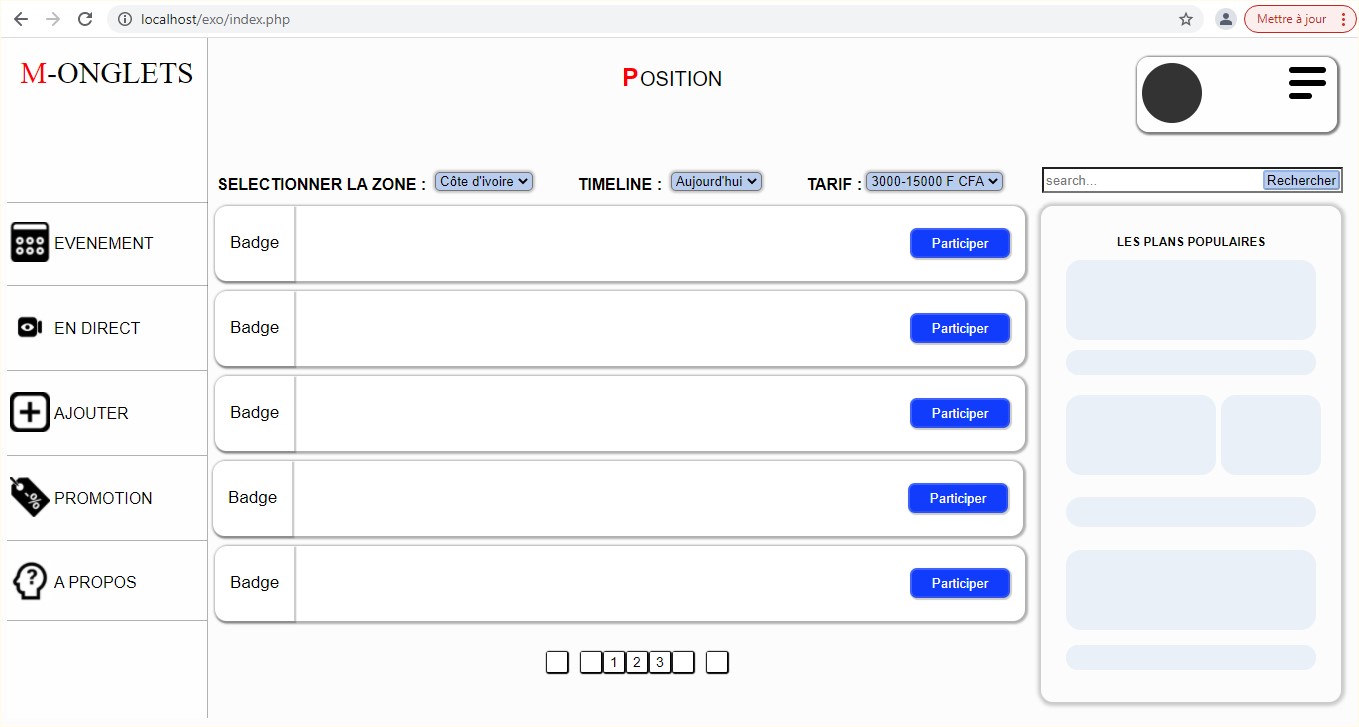 localhost/exo/index.php
Mettre à jour
M-ONGLETS
POSITION
SELECTIONNER LA ZONE : Côte d'ivoire TIMELINE : Aujourd'hui TARIF : 3000-15000 F CFA search... Rechercher
EVENEMENT
Badge Participer
LES PLANS POPULAIRES
EN DIRECT
Badge Participer
AJOUTER
Badge Participer
PROMOTION
Badge Participer
A PROPOS
Badge Participer
1 2 3